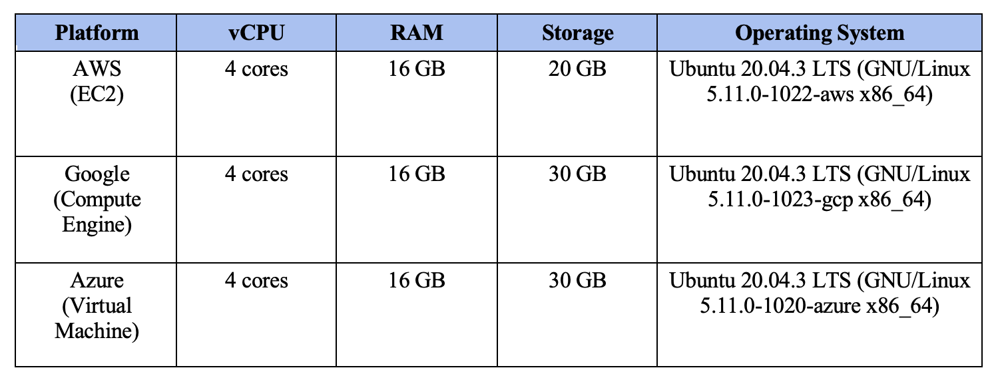 Platform vCPU RAM Storage Operating System
AWS 4 cores 16 GB 20 GB Ubuntu 20.04.3 LTS (GNU/Linux
(EC2) 5.11.0-1022-aws x86_64)
Google 4 cores 16 GB 30 GB Ubuntu 20.04.3 LTS (GNU/Linux
(Compute 5.11.0-1023-gcp x86_64)
Engine)
Azure 4 cores 16 GB 30 GB Ubuntu 20.04.3 LTS (GNU/Linux
(Virtual 5.11.0-1020-azure x86_64)
Machine)